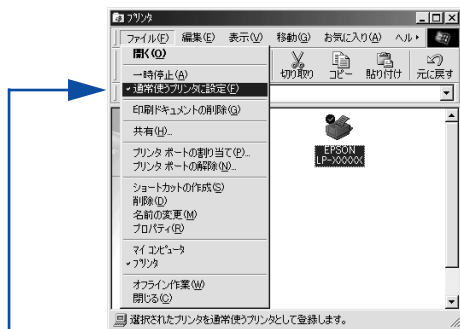 プリンタ
ファイル(F) 編集(E) 表示(V) 移動(G) お気に入り(A) ヘル
開く(O)
切り取り コピー 貼り付け 元に戻す
一時停止(A)
通常使うプリンタに設定(F)
印刷ドキュメントの削除(G)
共有(H)...
プリンタ ポートの割り当て(P)...
プリンタ ポートの解除(N)...
ショートカットの作成(S)
削除(D)
名前の変更(M)
プロパティ(R)
マイ コンピュータ
プリンタ
オフライン作業(W)
閉じる(C)
EPSON
LP-XXXXX
選択されたプリンタを通常使うプリンタとして登録します。